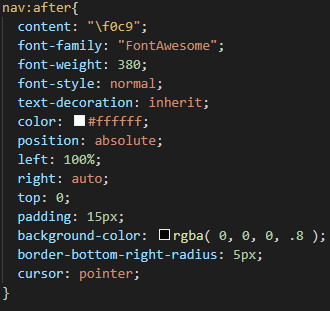 nav:after{
content: "\f0c9";
font-family: "FontAwesome";
font-weight: 380;
font-style: normal;
text-decoration: inherit;
color: #ffffff;
position: absolute;
left: 100%;
right: auto;
top: 0;
padding: 15px;
background-color: rgba( 0, 0, 0, .8 );
border-bottom-right-radius: 5px;
cursor: pointer;
}